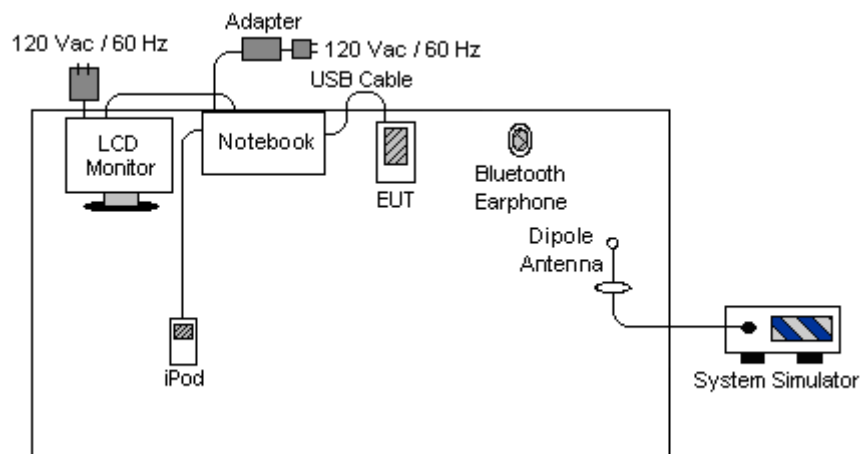 Adapter
120 Vac / 60 Hz
120 Vac / 60 Hz
USB Cable
LCD
Monitor
Notebook
EUT
Bluetooth
Earphone
Dipole
Antenna
iPod
System Simulator